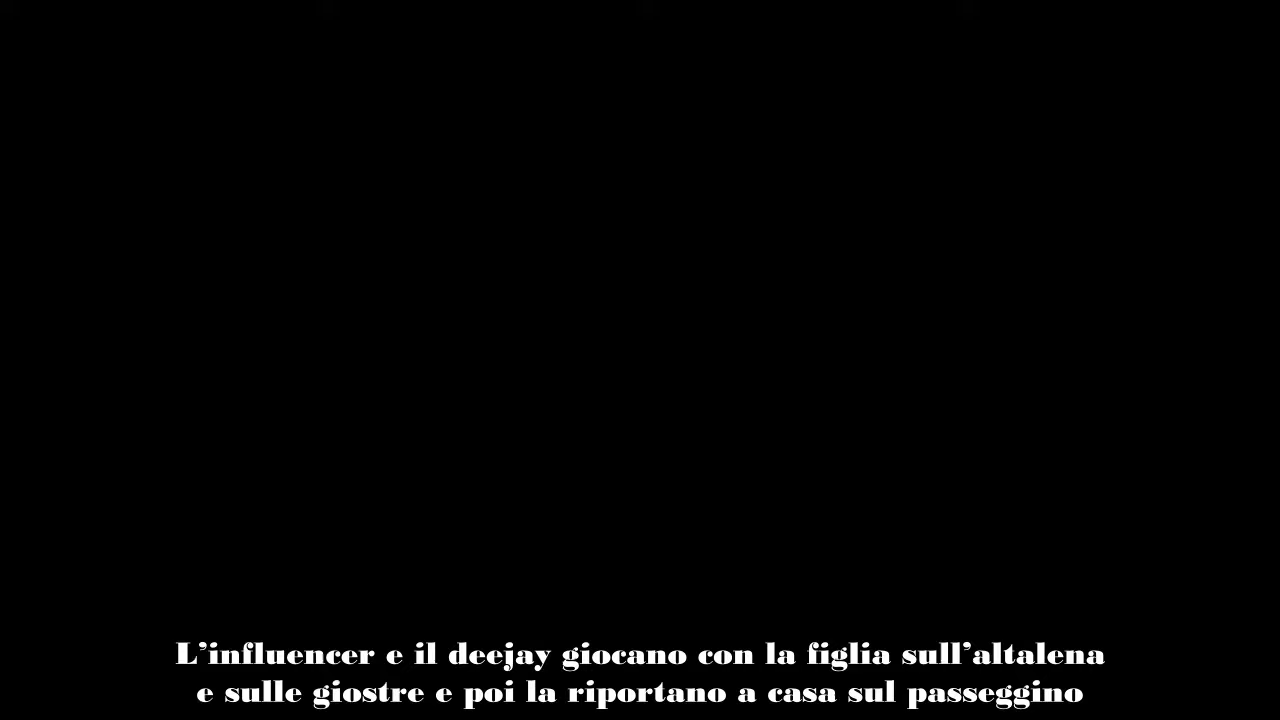 L’influencer e il deejay giocano con la figlia sull’altalena
e sulle giostre e poi la riportano a casa sul passeggino